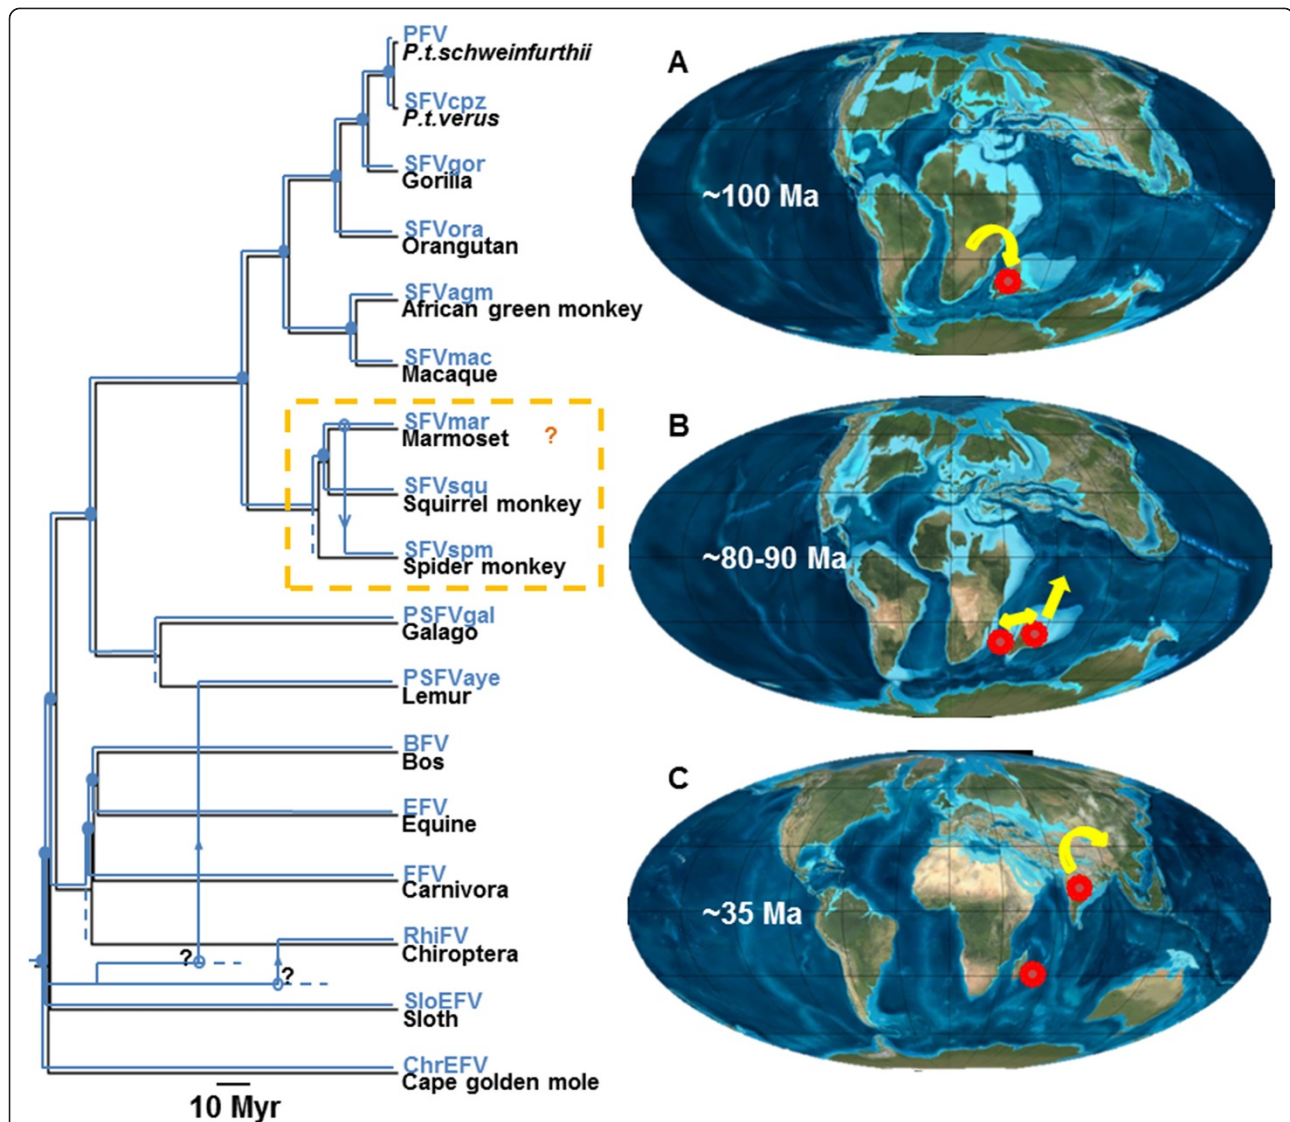 PFV
P.t.schweinfurthii
SFVcpz
P.t.verus
SFVgor
Gorilla
SFVora
Orangutan
SFVagm
African green monkey
SFVmac
Macaque
SFVmar
Marmoset ?
SFVsqu
Squirrel monkey
SFVspm
Spider monkey
PSFVgal
Galago
PSFVaye
Lemur
BFV
Bos
EFV
Equine
FFV
Carnivora
RhiFV
Chiroptera
?
?
SloEFV
Sloth
ChrEFV
Cape golden mole
10 Myr
A
~100 Ma
B
~80-90 Ma
C
~35 Ma